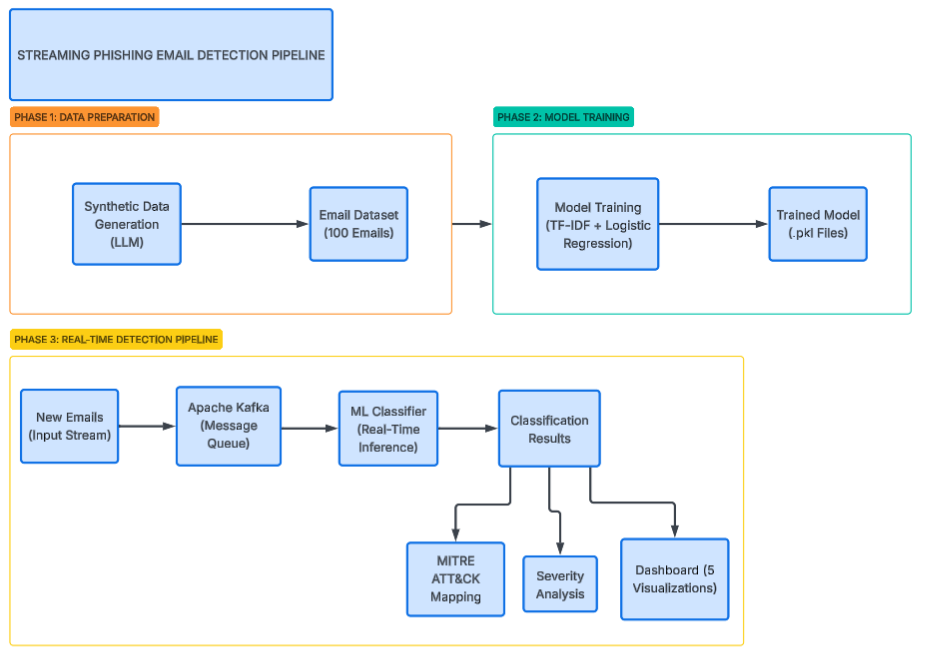 STREAMING PHISHING EMAIL DETECTION PIPELINE
PHASE 1: DATA PREPARATION
Synthetic Data
Generation
(LLM)
Email Dataset
(100 Emails)
PHASE 2: MODEL TRAINING
Model Training
(TF-IDF + Logistic
Regression)
Trained Model
(.pkl Files)
PHASE 3: REAL-TIME DETECTION PIPELINE
New Emails
(Input Stream)
Apache Kafka
(Message
Queue)
ML Classifier
(Real-Time
Inference)
Classification
Results
MITRE
ATT&CK
Mapping
Severity
Analysis
Dashboard (5
Visualizations)